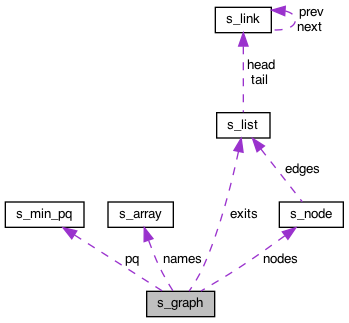 s_link
prev
next
head
tail
s_list
edges
s_min_pq
s_array
exits
s_node
pq
names
nodes
s_graph